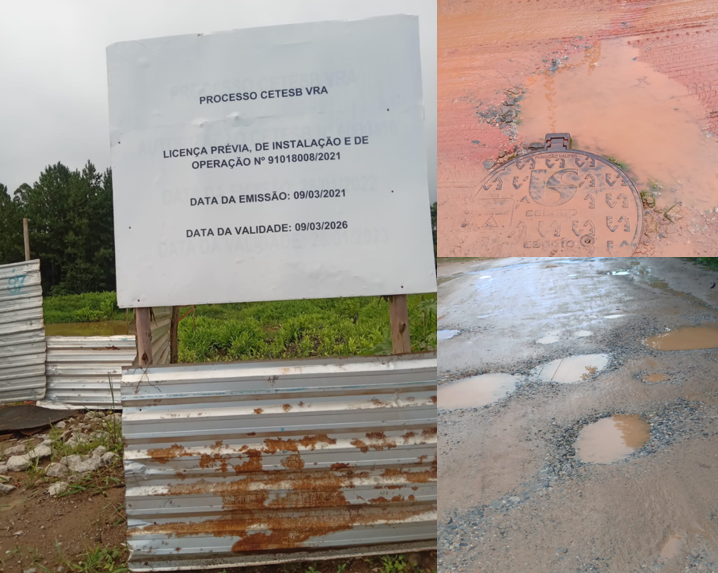 PROCESSO CETESB VRA
LICENÇA PRÉVIA, DE INSTALAÇÃO E DE
OPERAÇÃO Nº 91018008/2021
DATA DA EMISSÃO: 09/03/2021
DATA DA VALIDADE: 09/03/2026